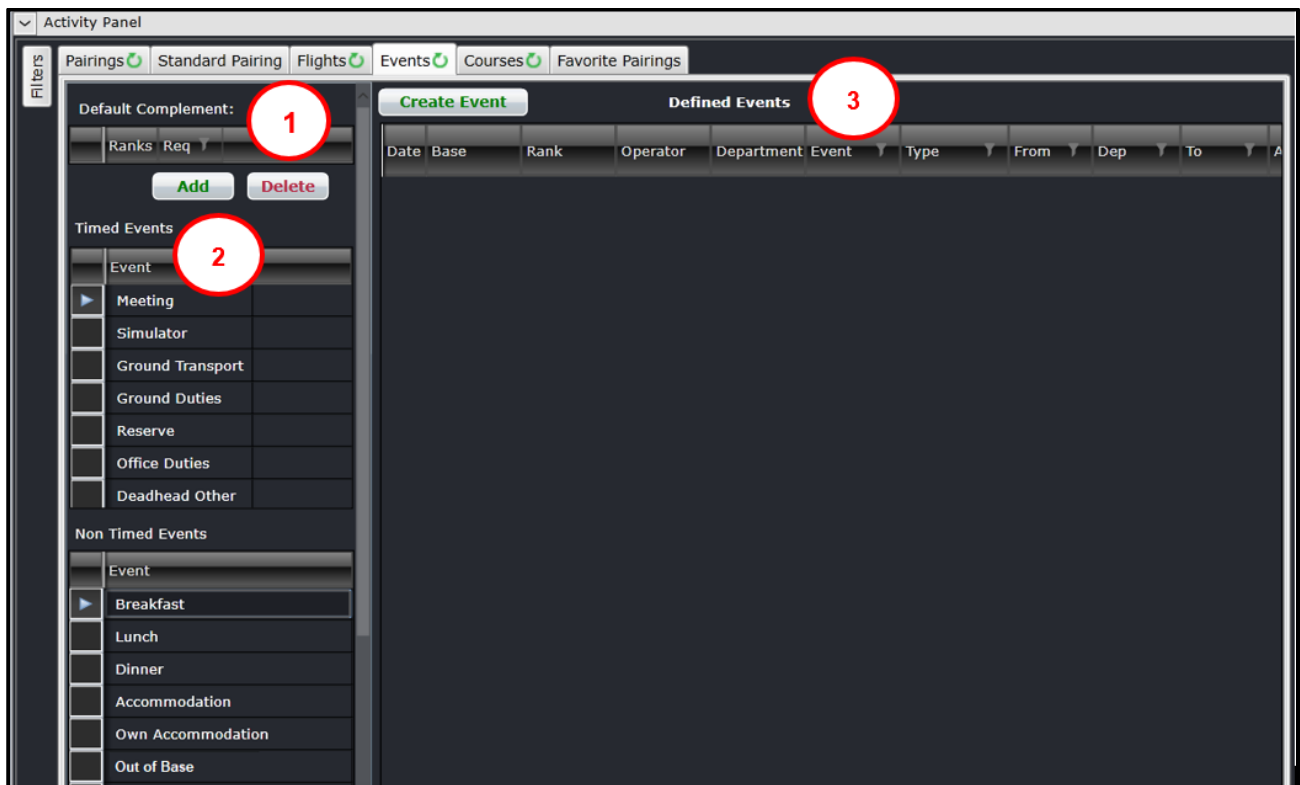 Activity Panel
Filters
Pairings Standard Pairing Flights Events Courses Favorite Pairings
Default Complement:
1
Ranks Req
Add Delete
Timed Events
2
Event
Meeting
Simulator
Ground Transport
Ground Duties
Reserve
Office Duties
Deadhead Other
Non Timed Events
Event
Breakfast
Lunch
Dinner
Accommodation
Own Accommodation
Out of Base
Create Event Defined Events 3
Date Base Rank Operator Department Event Type From Dep To A